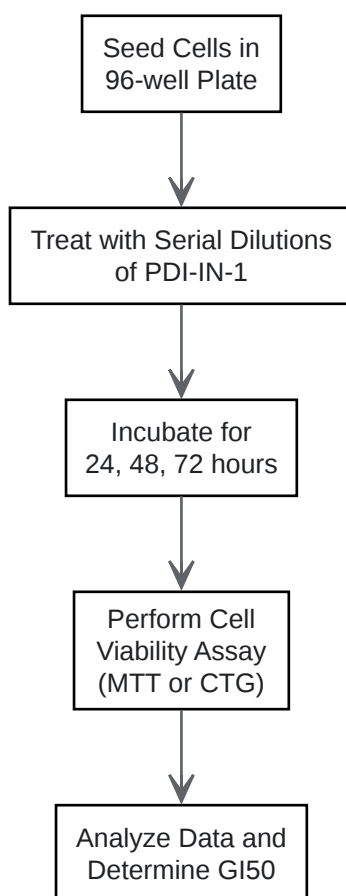 Seed Cells in
96-well Plate
Treat with Serial Dilutions
of PDI-IN-1
Incubate for
24, 48, 72 hours
Perform Cell
Viability Assay
(MTT or CTG)
Analyze Data and
Determine GI50